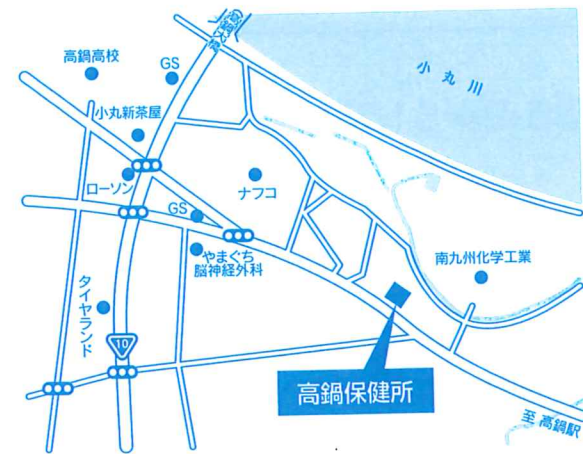 高鍋高校
GS
小丸川
小丸新茶屋
ローソン
ナフコ
GS
やまぐち
脳神経外科
南九州化学工業
タイヤランド
10
高鍋保健所
至 高鍋駅